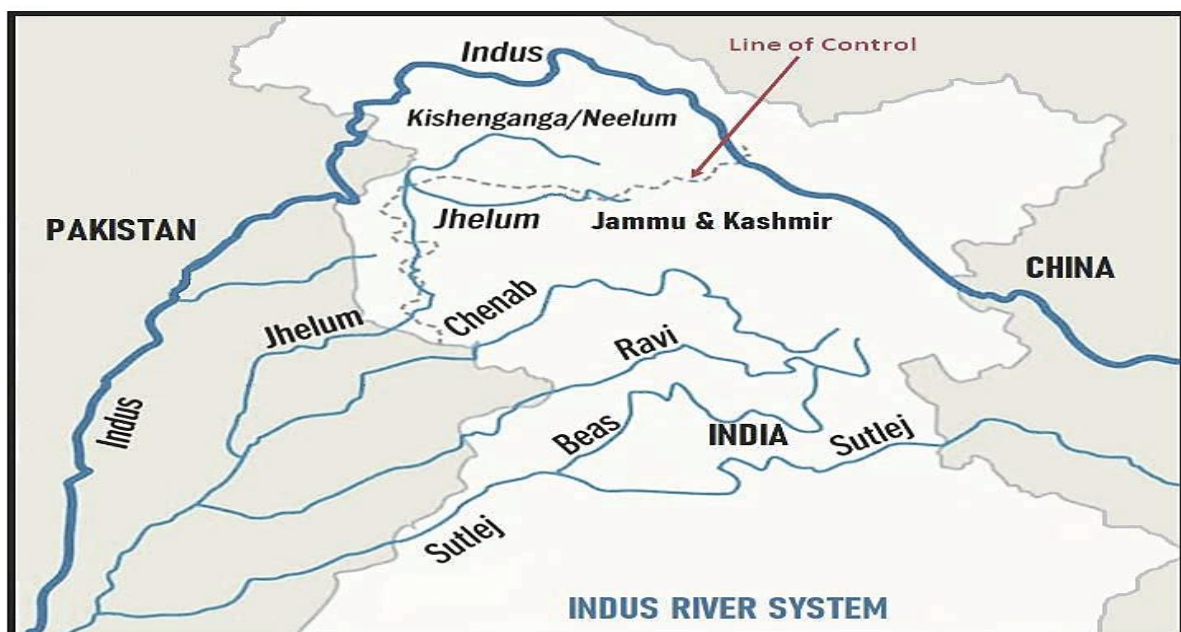 Line of Control
Indus
Kishenganga/Neelum
PAKISTAN
Jhelum
Jammu & Kashmir
CHINA
Chenab
Jhelum
Ravi
Indus
Beas
INDIA
Sutlej
Sutlej
INDUS RIVER SYSTEM